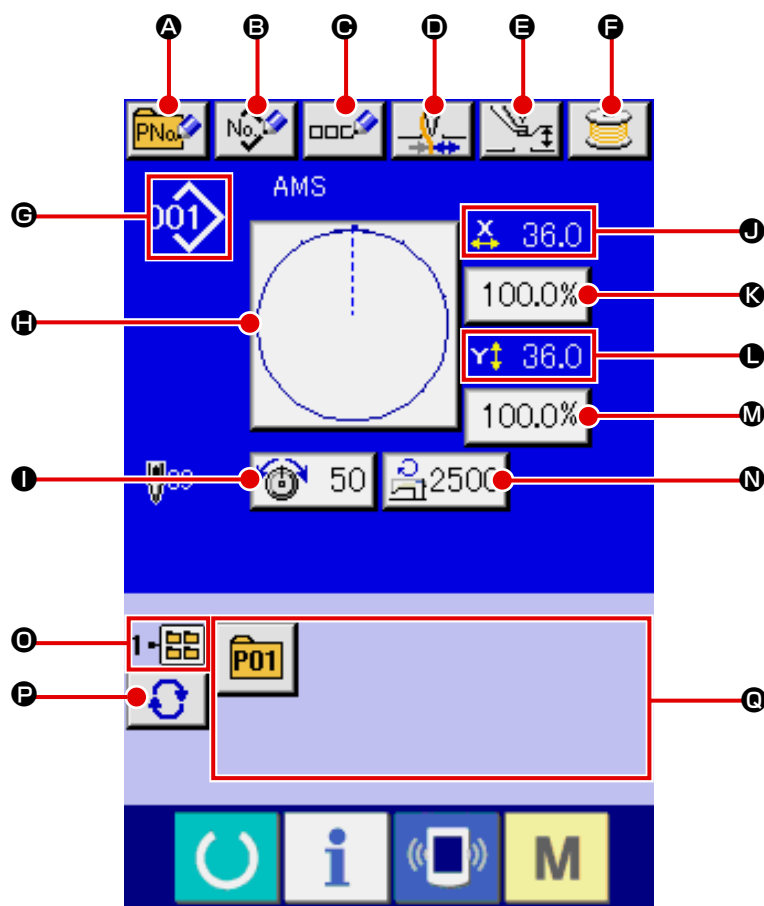 A B C D E F
PNo. No.
G 001 AMS
X 36.0 J
100.0% K
H
Y 36.0 L
100.0% M
I 50 2500 N
O 1
P01
P Q
i M